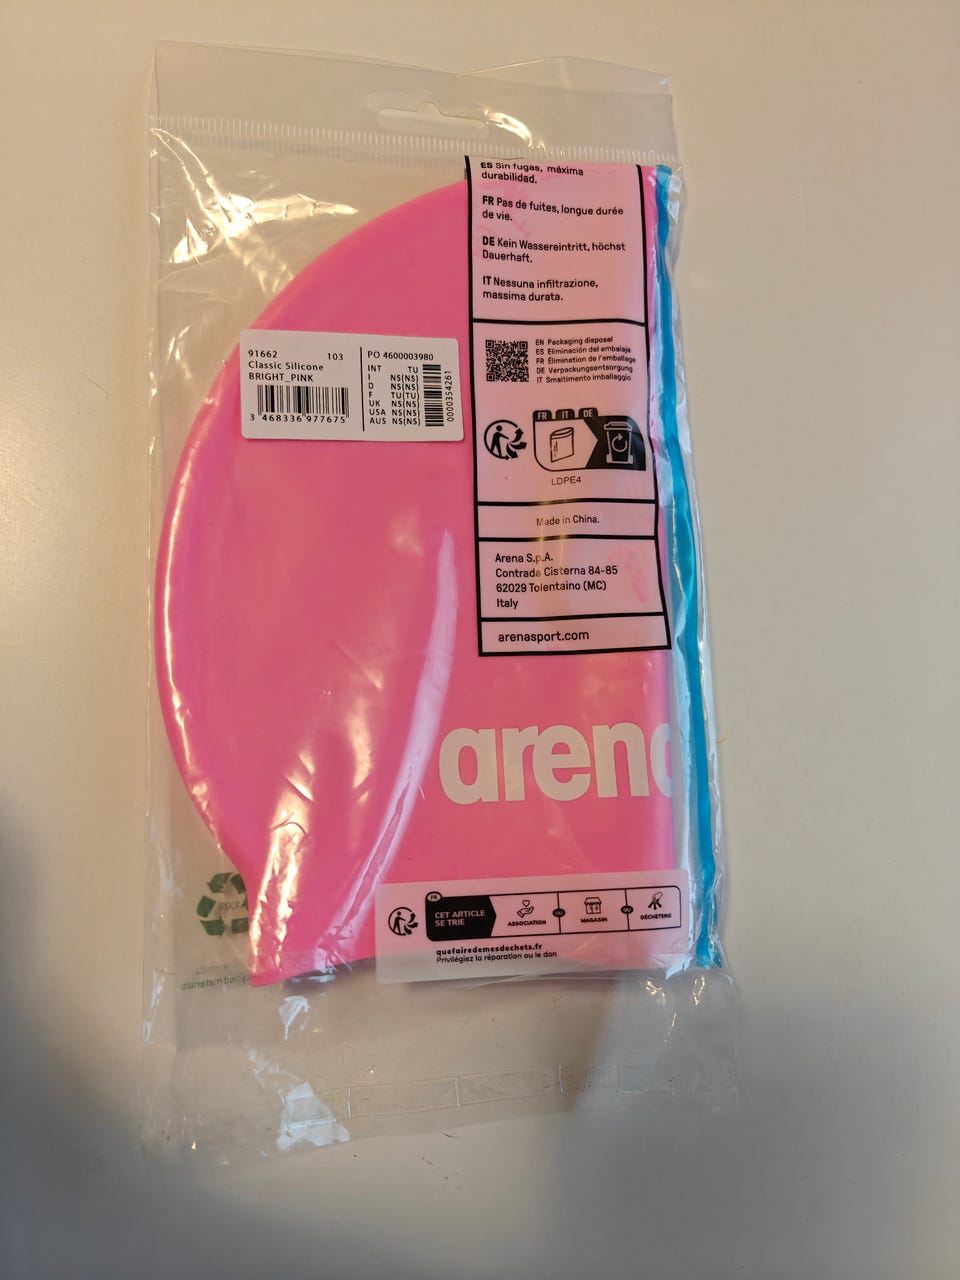 ES Sin fugas, máxima
durabilidad.
FR Pas de fuites, longue durée
de vie.
DE Kein Wassereintritt, höchst
Dauerhaft.
IT Nessuna infiltrazione,
massima durata.
91662 103
Classic Silicone
BRIGHT_PINK
3 468336 977675
PO 4600003980
INT TU
I NS(NS)
D NS(NS)
F TU(TU)
UK NS(NS)
USA NS(NS)
AUS NS(NS)
0000354261
EN Packaging disposal
ES Eliminación del embalaje
FR Élimination de l'emballage
DE Verpackungsentsorgung
IT Smaltimento imballaggio
FR IT DE
LDPE4
Made in China.
Arena S.p.A.
Contrada Cisterna 84-85
62029 Tolentaino (MC)
Italy
arenasport.com
arena
100%
materials
FR
CET ARTICLE
SE TRIE
ASSOCIATION
OU
MAGASIN
OU
DÉCHÈTERIE
quefairedemesdechets.fr
Privilégiez la réparation ou le don